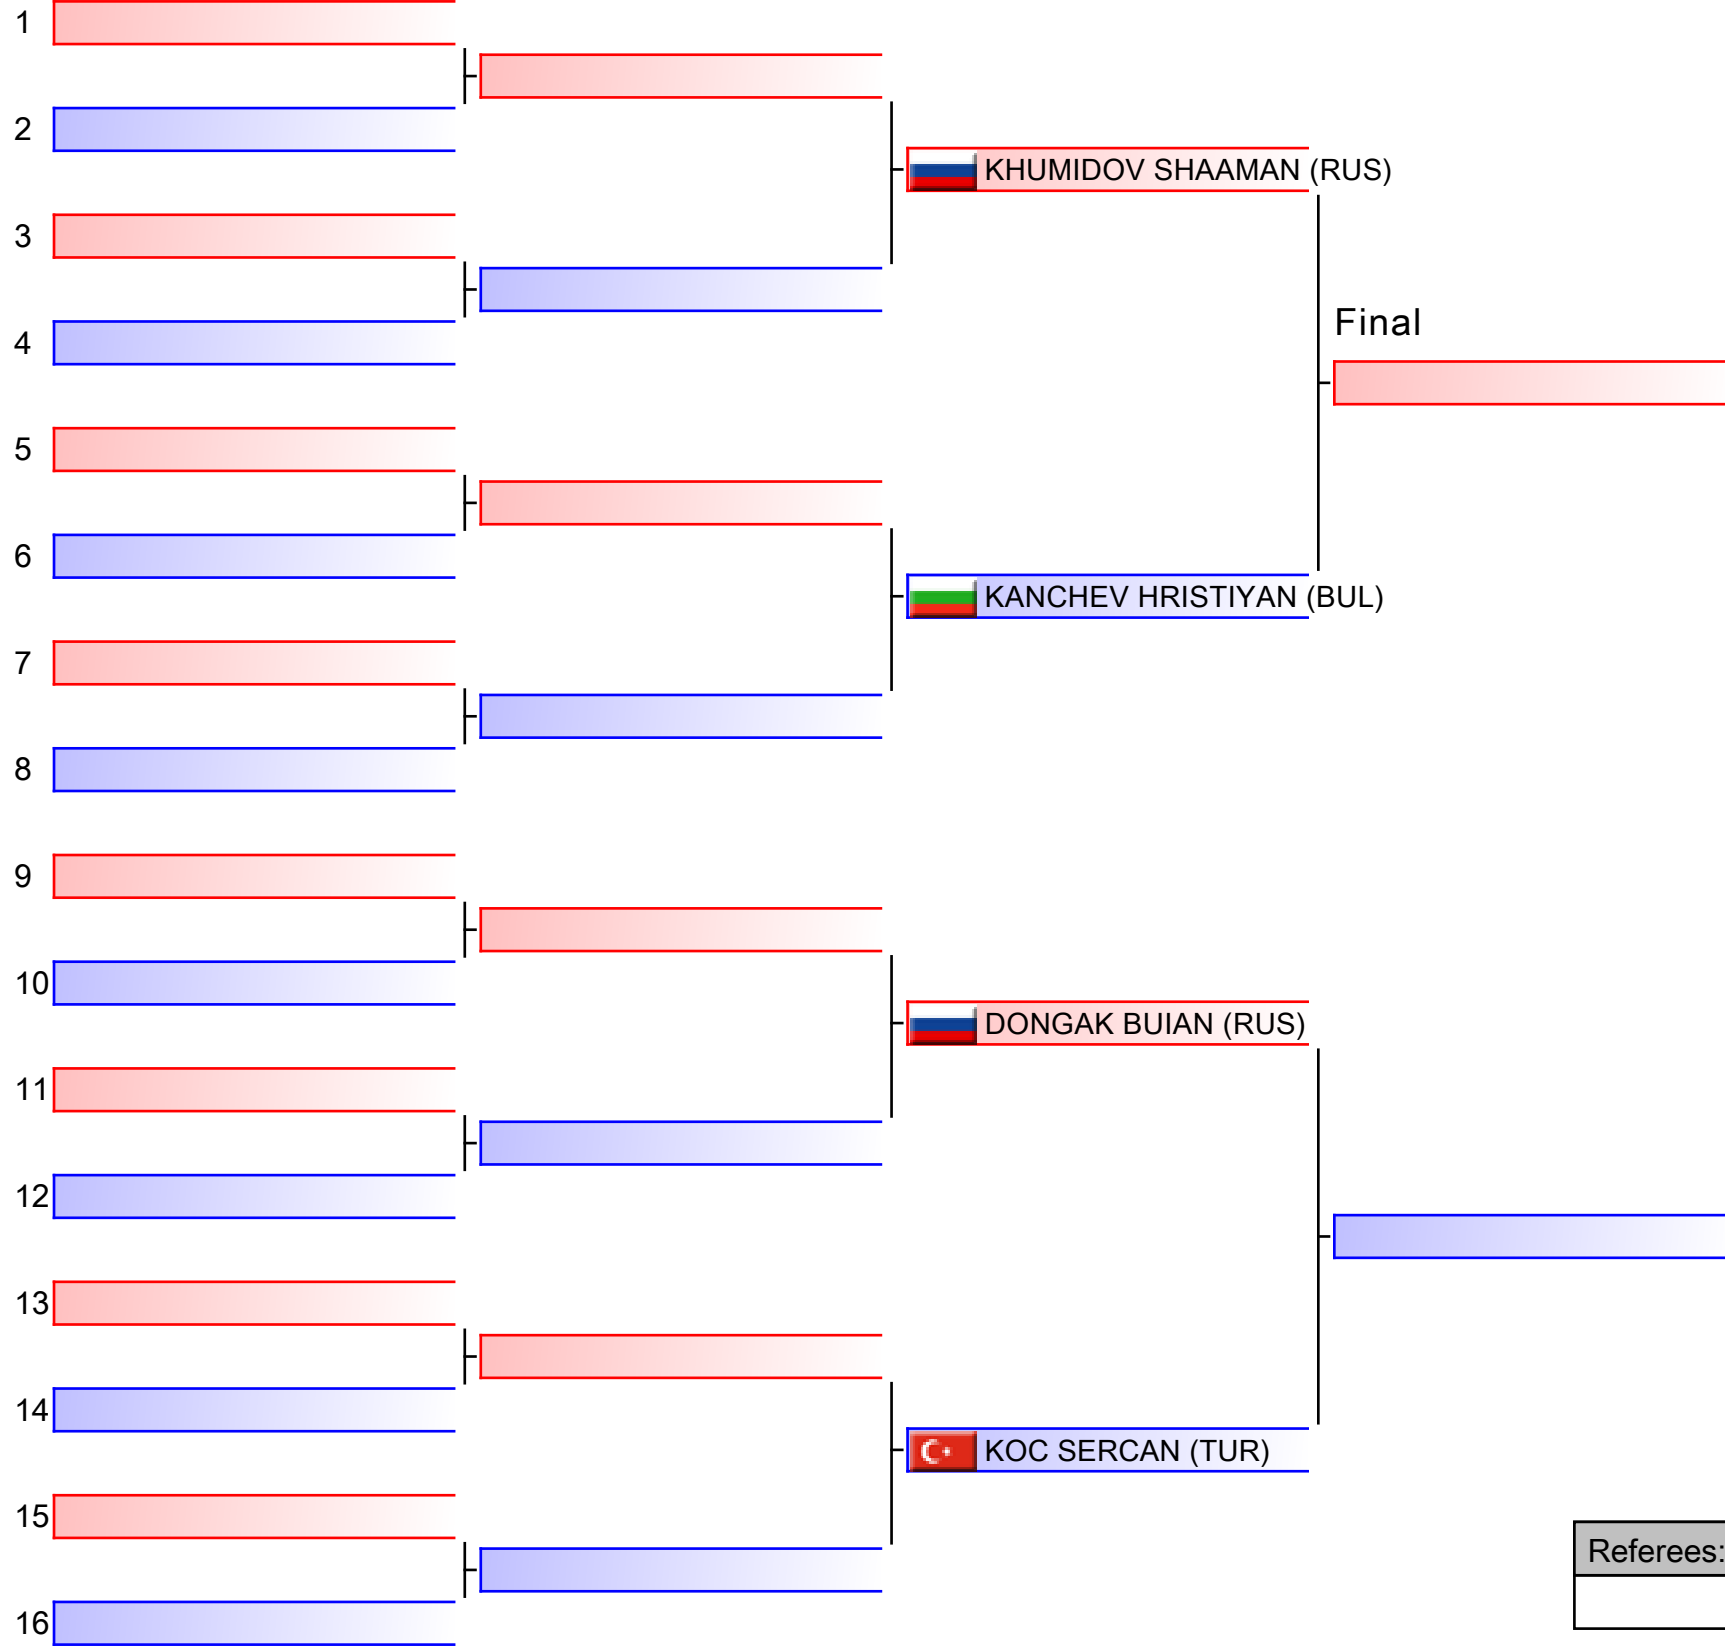 1
2
KHUMIDOV SHAAMAN (RUS)
3
Final
4
5
6
KANCHEV HRISTIYAN (BUL)
7
8
9
10
DONGAK BUIAN (RUS)
11
12
13
14
KOC SERCAN (TUR)
15
Referees:
16